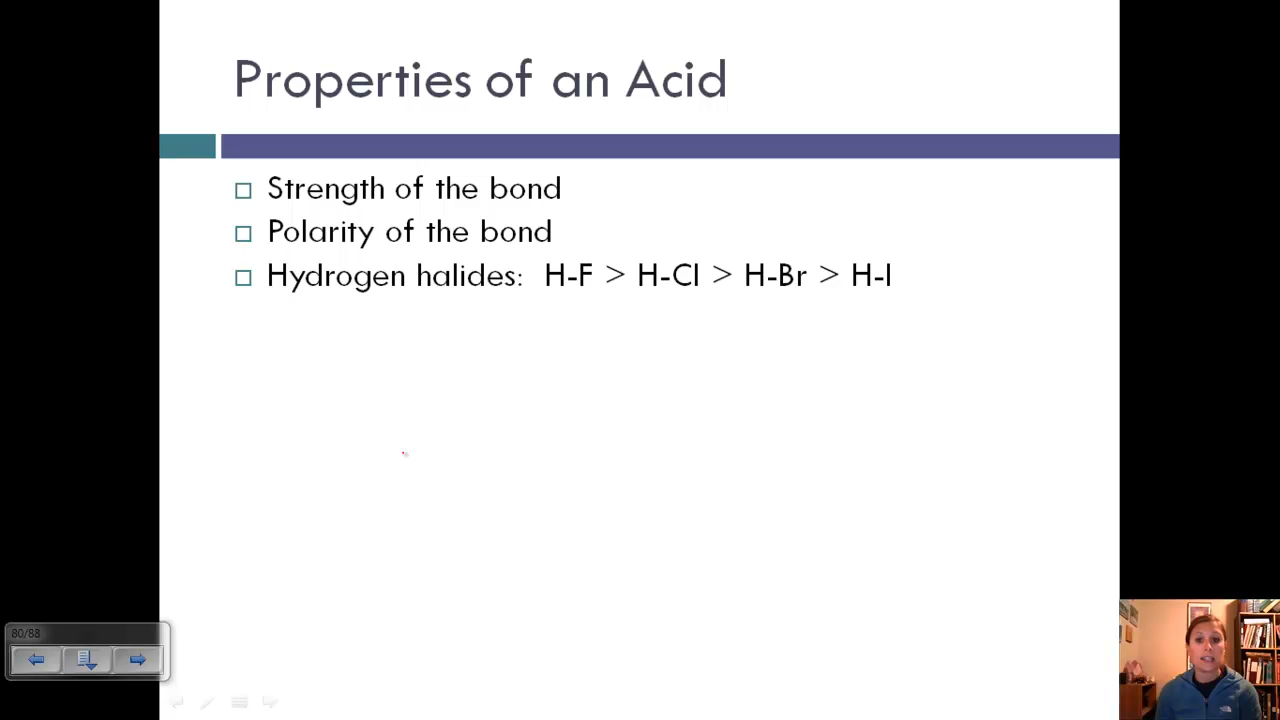 Properties of an Acid
Strength of the bond
Polarity of the bond
Hydrogen halides: H-F > H-Cl > H-Br > H-I
80/88